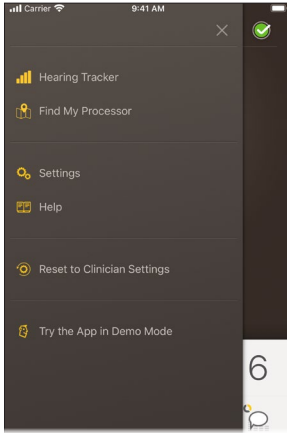 Carrier 9:41 AM
Hearing Tracker
Find My Processor
Settings
Help
Reset to Clinician Settings
Try the App in Demo Mode
6